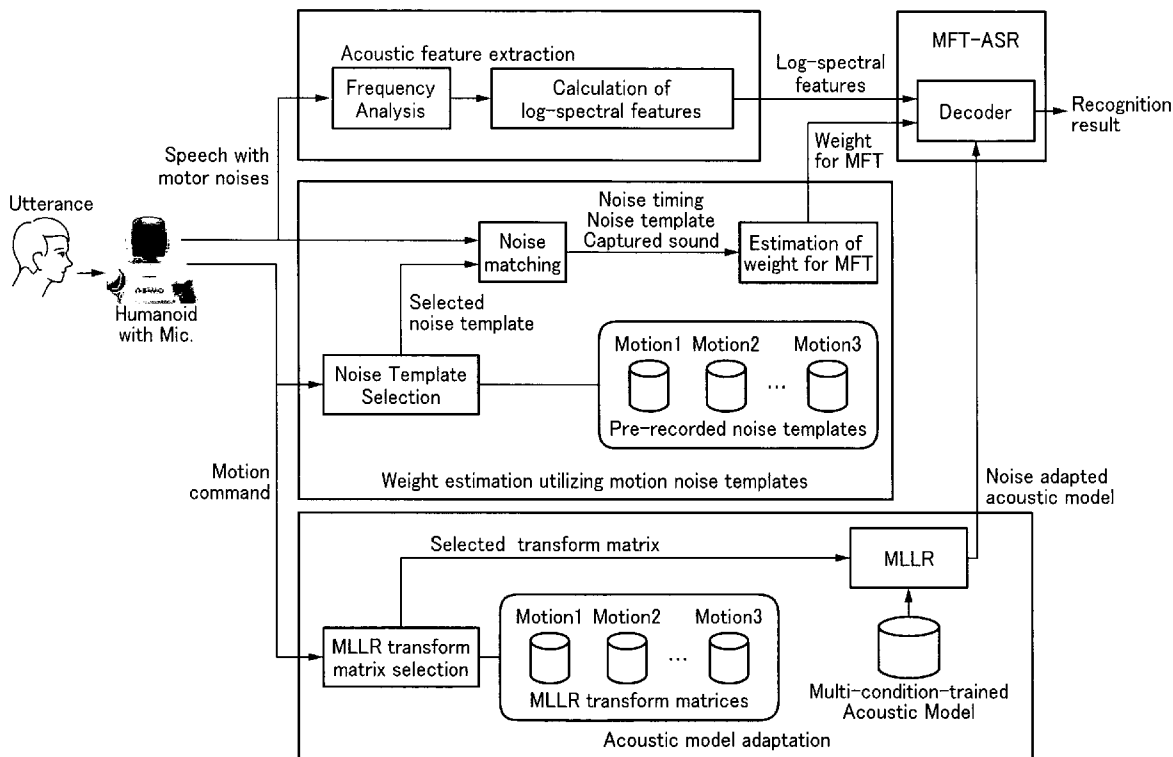 Acoustic feature extraction
Frequency
Analysis
Calculation of
log-spectral features
Log-spectral
features
MFT-ASR
Decoder
Recognition
result
Speech with
motor noises
Weight
for MFT
Utterance
Humanoid
with Mic.
Noise
matching
Noise timing
Noise template
Captured sound
Estimation of
weight for MFT
Selected
noise template
Noise Template
Selection
Motion1 Motion2 Motion3
...
Pre-recorded noise templates
Weight estimation utilizing motion noise templates
Motion
command
Noise adapted
acoustic model
Selected transform matrix
MLLR
MLLR transform
matrix selection
Motion1 Motion2 Motion3
...
MLLR transform matrices
Multi-condition-trained
Acoustic Model
Acoustic model adaptation